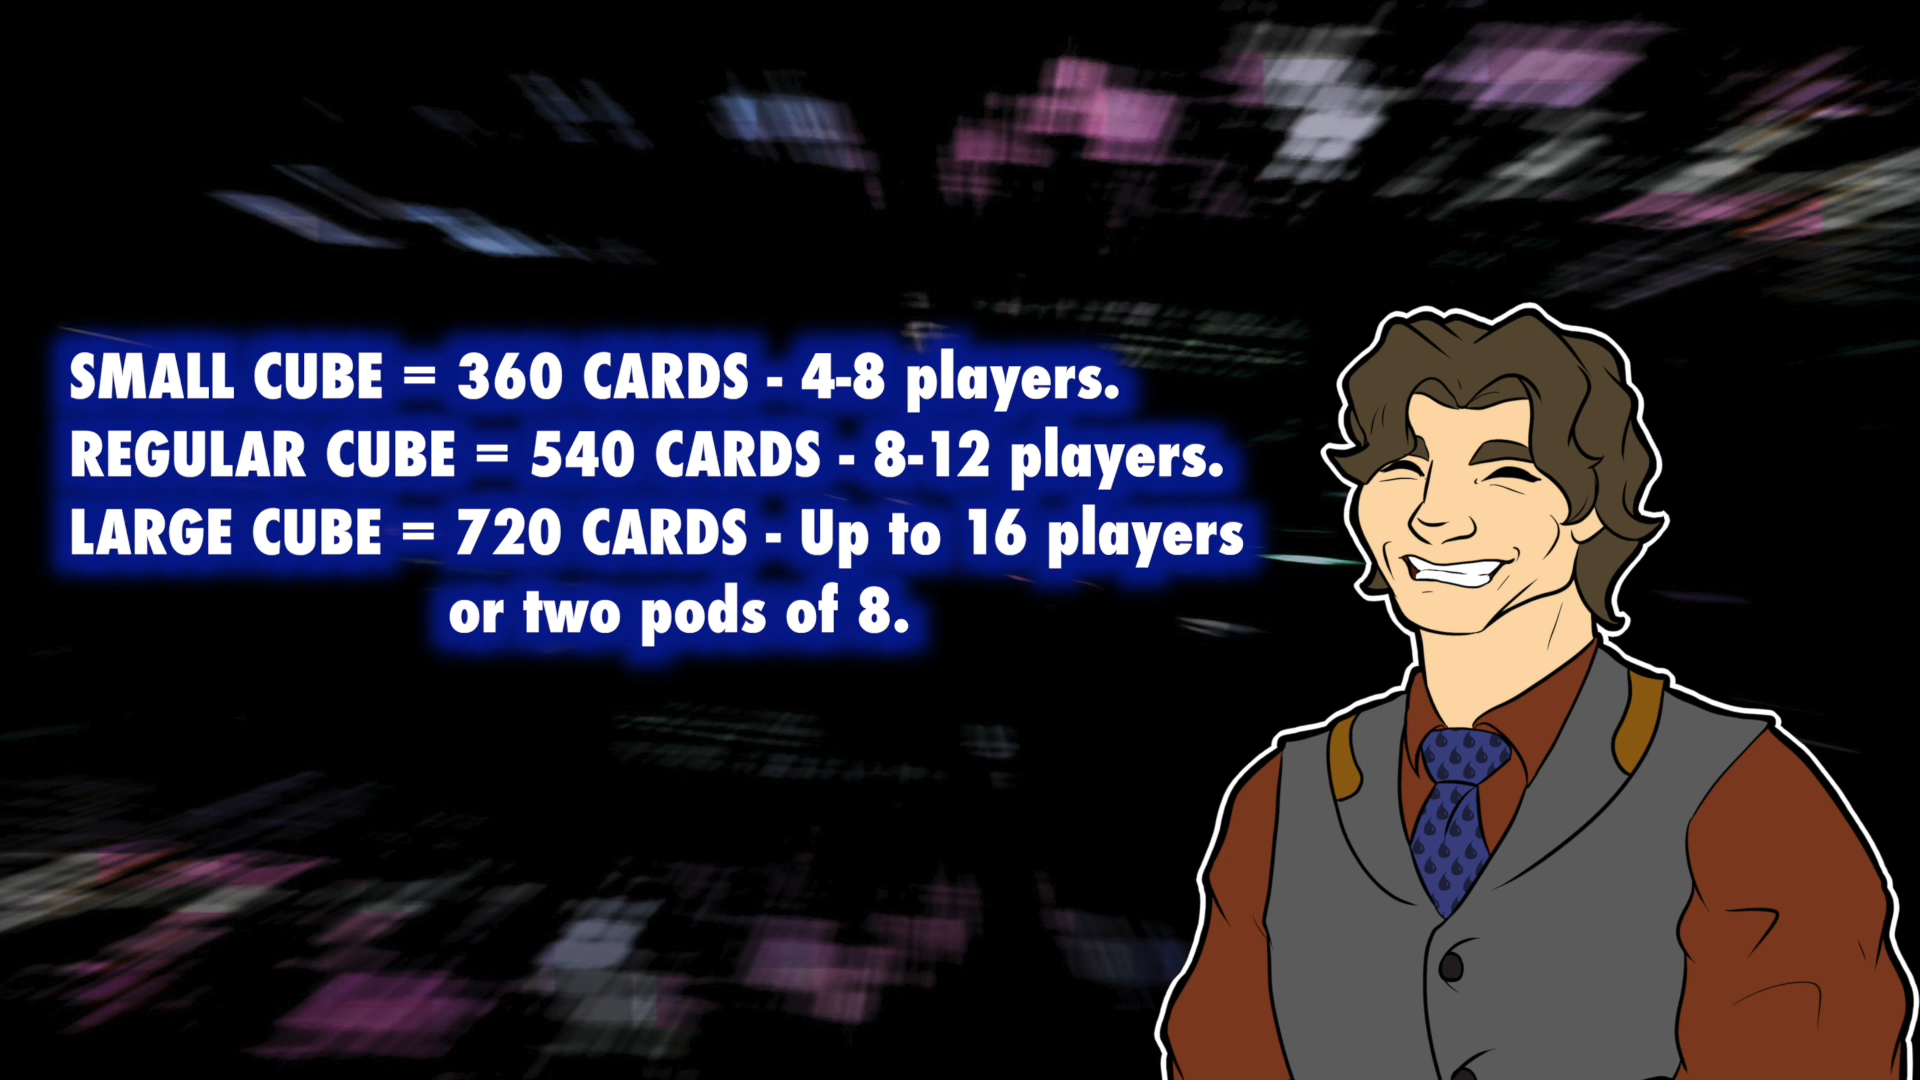 SMALL CUBE = 360 CARDS - 4-8 players.
REGULAR CUBE = 540 CARDS - 8-12 players.
LARGE CUBE = 720 CARDS - Up to 16 players
or two pods of 8.